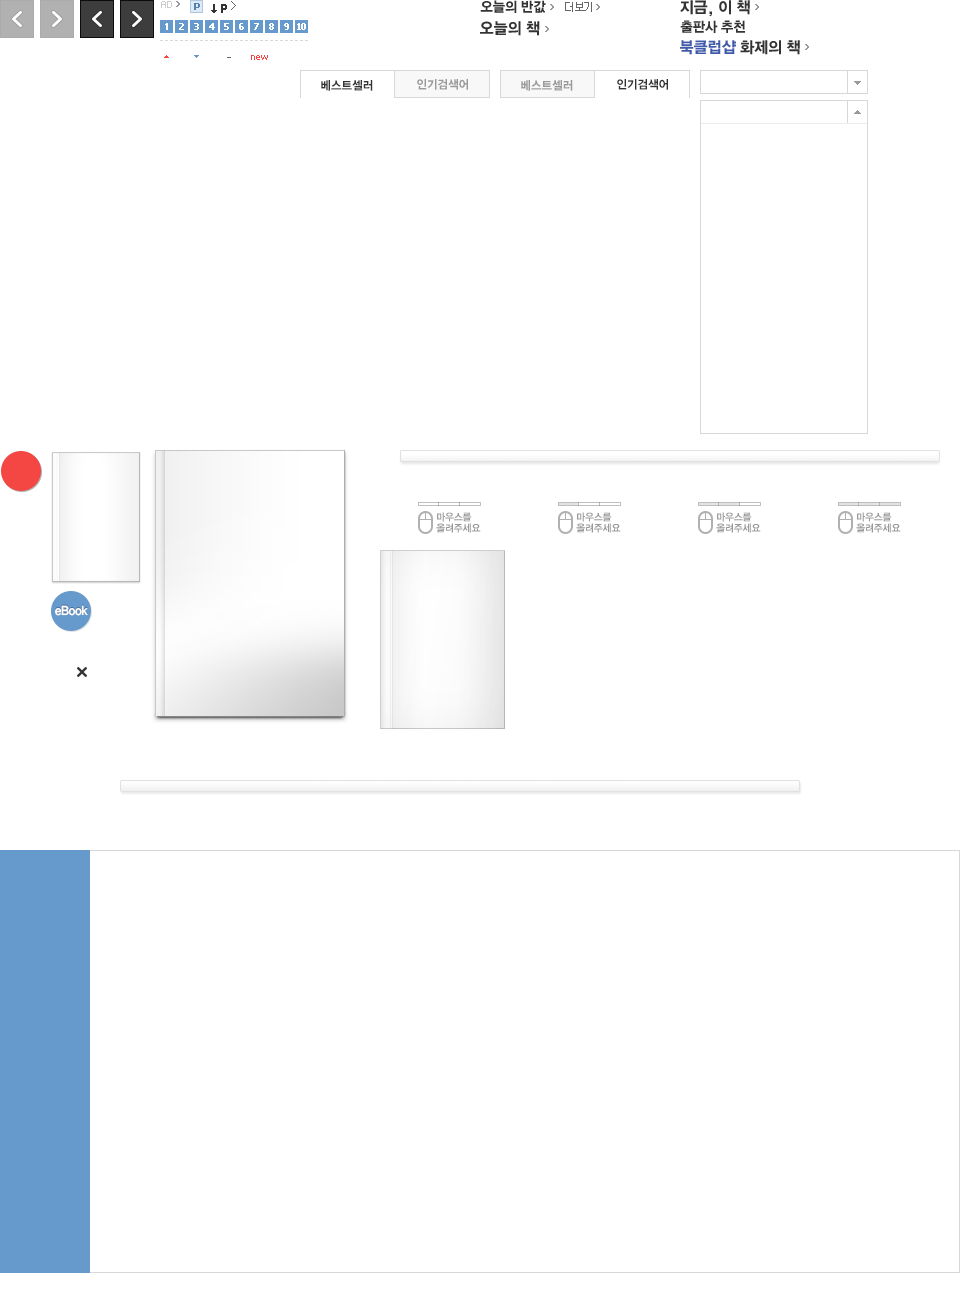 AD P ↓p
1 2 3 4 5 6 7 8 9 10
new
오늘의 반값 더보기
오늘의 책
지금, 이 책
출판사 추천
북클럽샵 화제의 책
베스트셀러 인기검색어 베스트셀러 인기검색어
마우스를 마우스를 마우스를 마우스를
올려주세요 올려주세요 올려주세요 올려주세요
eBook